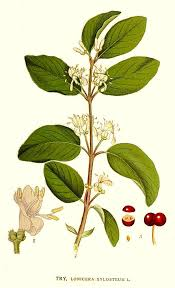 TRY, LONICERA XYLOSTEUM L.